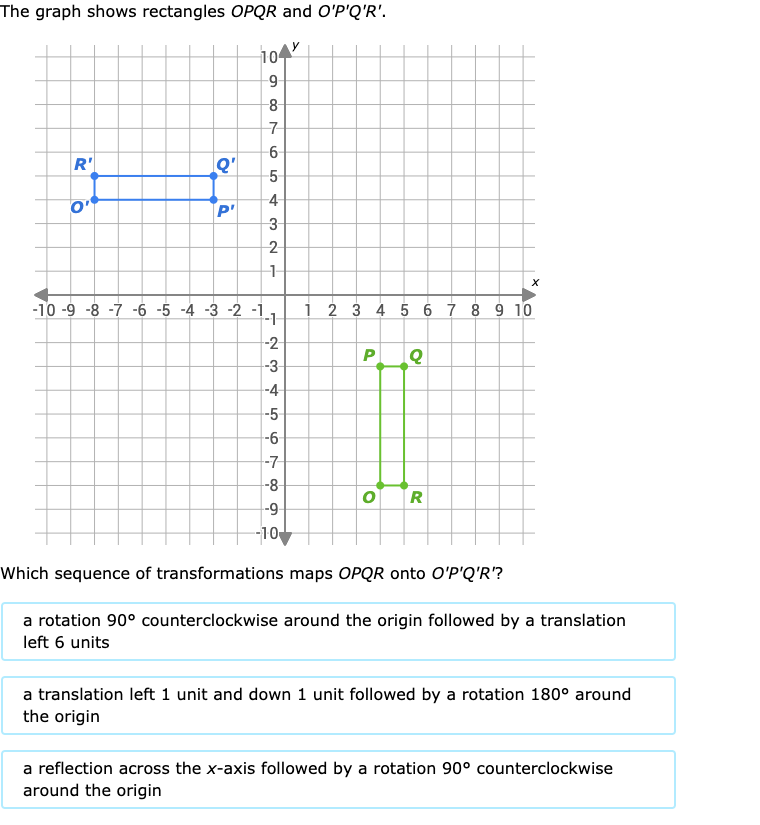 The graph shows rectangles OPQR and O'P'Q'R'.
y
10
9
8
7
R' Q' 6
5
O' P' 4
3
2
1
x
-10 -9 -8 -7 -6 -5 -4 -3 -2 -1 1 2 3 4 5 6 7 8 9 10
-1
-2
P Q
-3
-4
-5
-6
-7
-8
O R
-9
-10
Which sequence of transformations maps OPQR onto O'P'Q'R'?
a rotation 90° counterclockwise around the origin followed by a translation
left 6 units
a translation left 1 unit and down 1 unit followed by a rotation 180° around
the origin
a reflection across the x-axis followed by a rotation 90° counterclockwise
around the origin